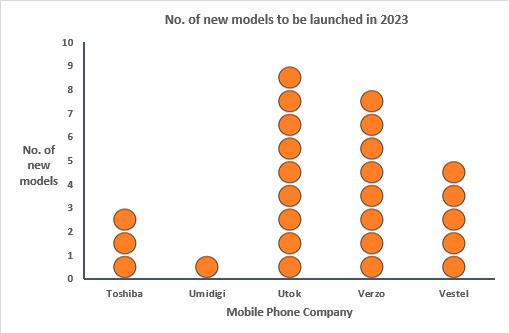 No. of new models to be launched in 2023
10
9
8
7
6
5
4
3
2
1
0
No. of
new
models
Toshiba Umidigi Utok Verzo Vestel
Mobile Phone Company